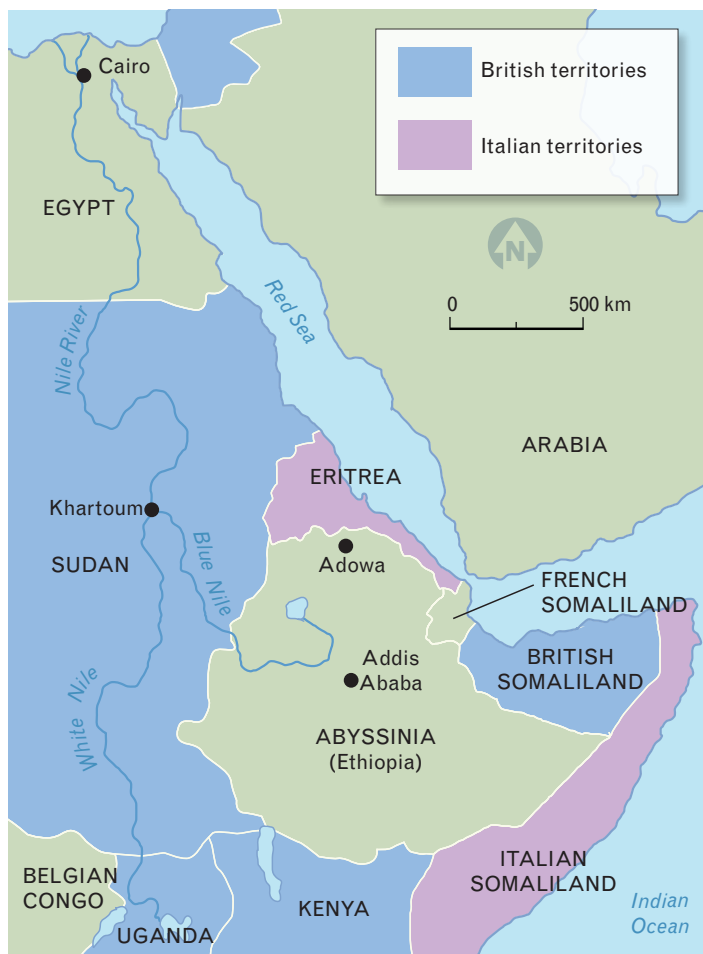 Cairo
British territories
Italian territories
EGYPT
N
0 500 km
Red Sea
Nile River
ARABIA
ERITREA
Khartoum
Adowa
Blue Nile
SUDAN
FRENCH
SOMALILAND
BRITISH
SOMALILAND
Addis
Ababa
White Nile
ABYSSINIA
(Ethiopia)
ITALIAN
SOMALILAND
BELGIAN
CONGO
KENYA
Indian
Ocean
UGANDA